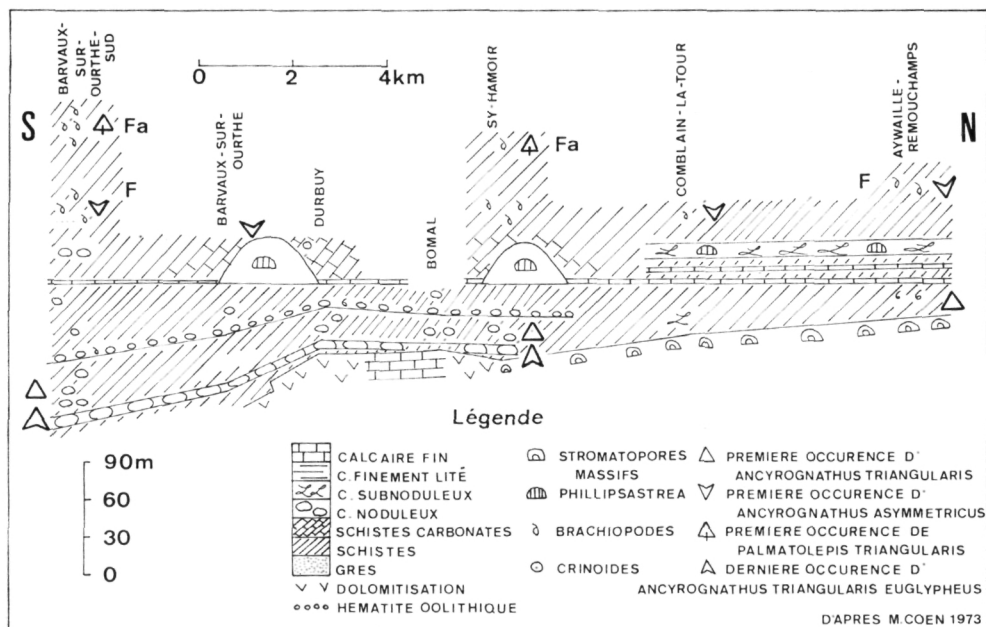 BARVAUX-
SUR-
OURTHE-
SUD
0 2 4km
SY-HAMOIR
COMBLAIN-LA-TOUR
AYWAILLE-
REMOUCHAMPS
S
Fa
Fa
N
BARVAUX-SUR-
OURTHE
DURBUY
F
F
BOMAL
Légende
90m
60
30
0
CALCAIRE FIN
C. FINEMENT LITÉ
C. SUBNODULEUX
C. NODULEUX
SCHISTES CARBONATES
SCHISTES
GRES
DOLOMITISATION
HEMATITE OOLITHIQUE
STROMATOPORES
MASSIFS
PHILLIPSASTREA
BRACHIOPODES
CRINOIDES
PREMIERE OCCURENCE D'
ANCYROGNATHUS TRIANGULARIS
PREMIERE OCCURENCE D'
ANCYROGNATHUS ASYMMETRICUS
PREMIERE OCCURENCE DE
PALMATOLEPIS TRIANGULARIS
DERNIERE OCCURENCE D'
ANCYROGNATHUS TRIANGULARIS EUGLYPHEUS
D'APRES M.COEN 1973